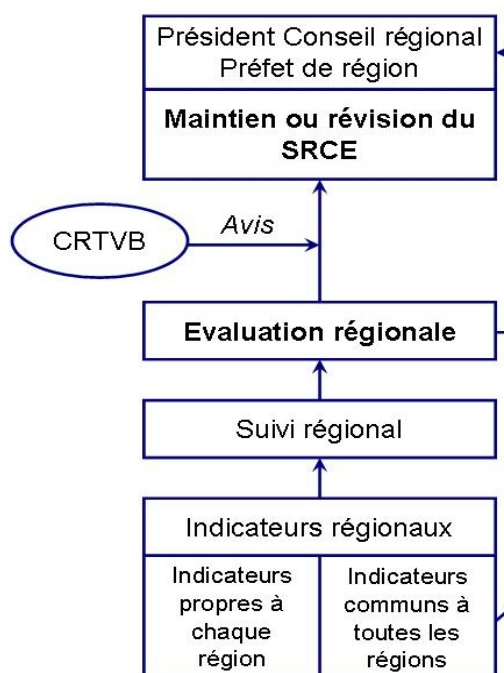 Président Conseil régional
Préfet de région
Maintien ou révision du
SRCE
CRTVB
Avis
Evaluation régionale
Suivi régional
Indicateurs régionaux
Indicateurs
propres à
chaque
région
Indicateurs
communs à
toutes les
régions